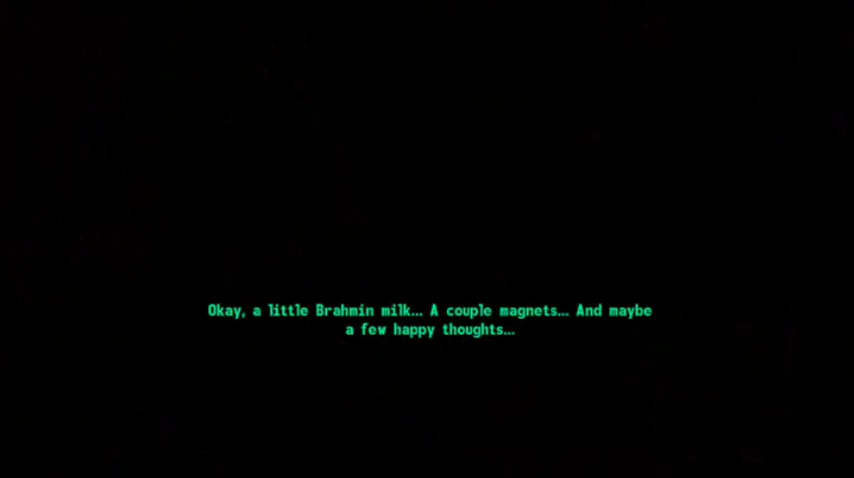 Okay, a little Brahmin milk... A couple magnets... And maybe
a few happy thoughts...